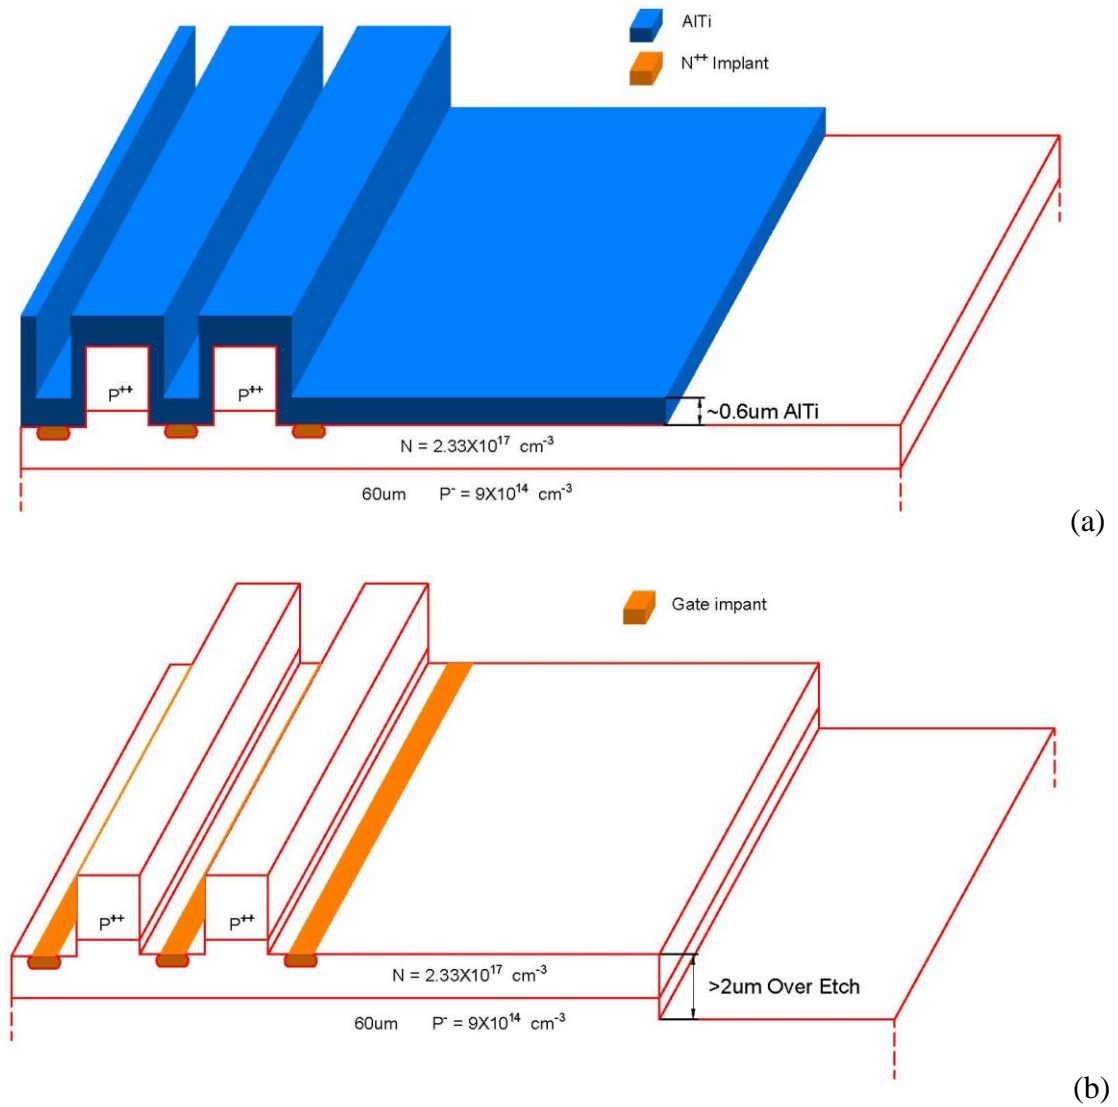 AlTi
N++ Implant
P++ P++
~0.6um AlTi
N = 2.33X10^17 cm^-3
60um P^- = 9X10^14 cm^-3
(a)
Gate impant
P++ P++
N = 2.33X10^17 cm^-3
>2um Over Etch
60um P^- = 9X10^14 cm^-3
(b)